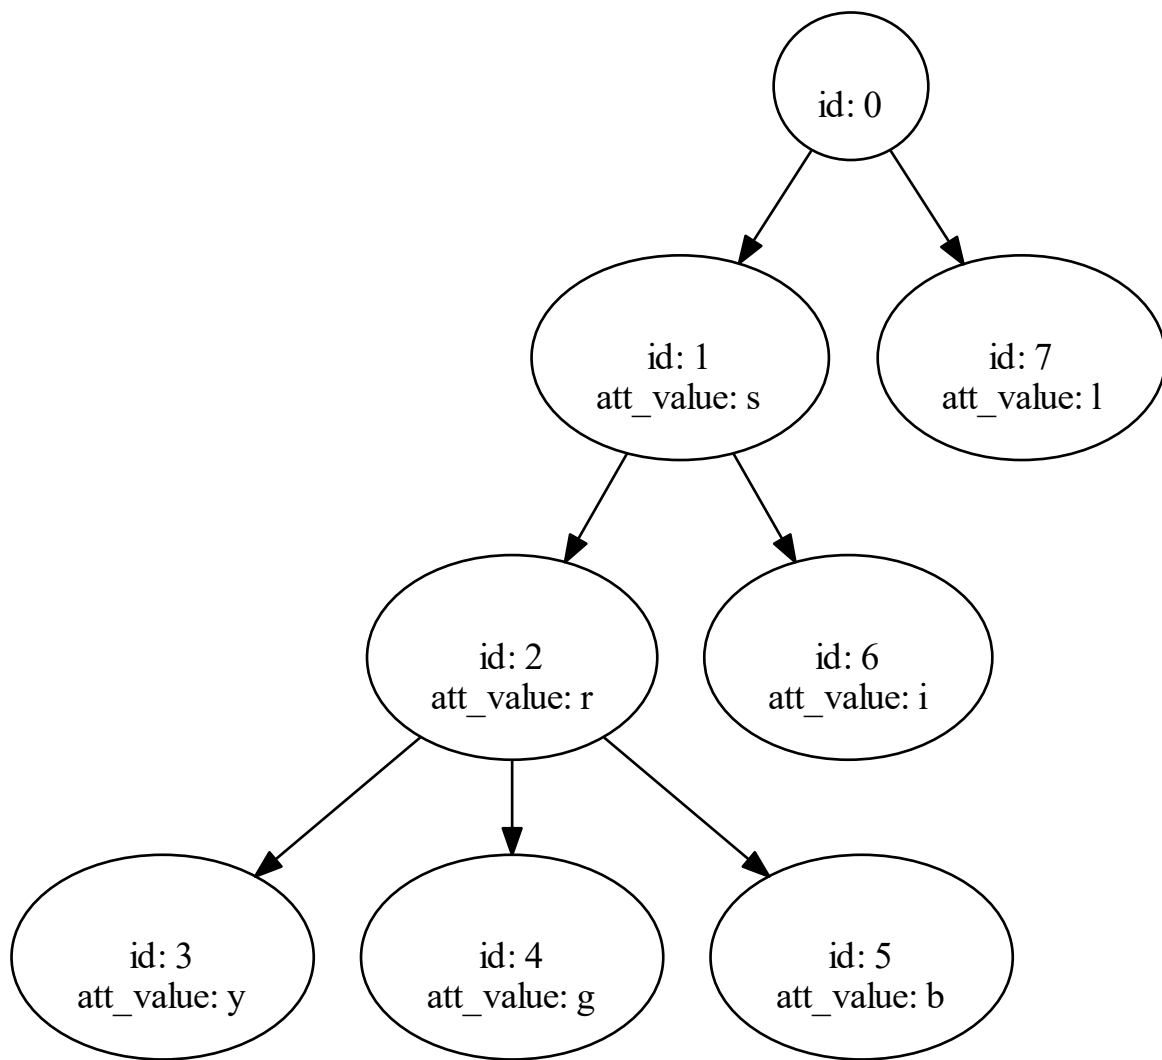 id: 0
id: 1
att_value: s
id: 7
att_value: l
id: 2
att_value: r
id: 6
att_value: i
id: 3
att_value: y
id: 4
att_value: g
id: 5
att_value: b